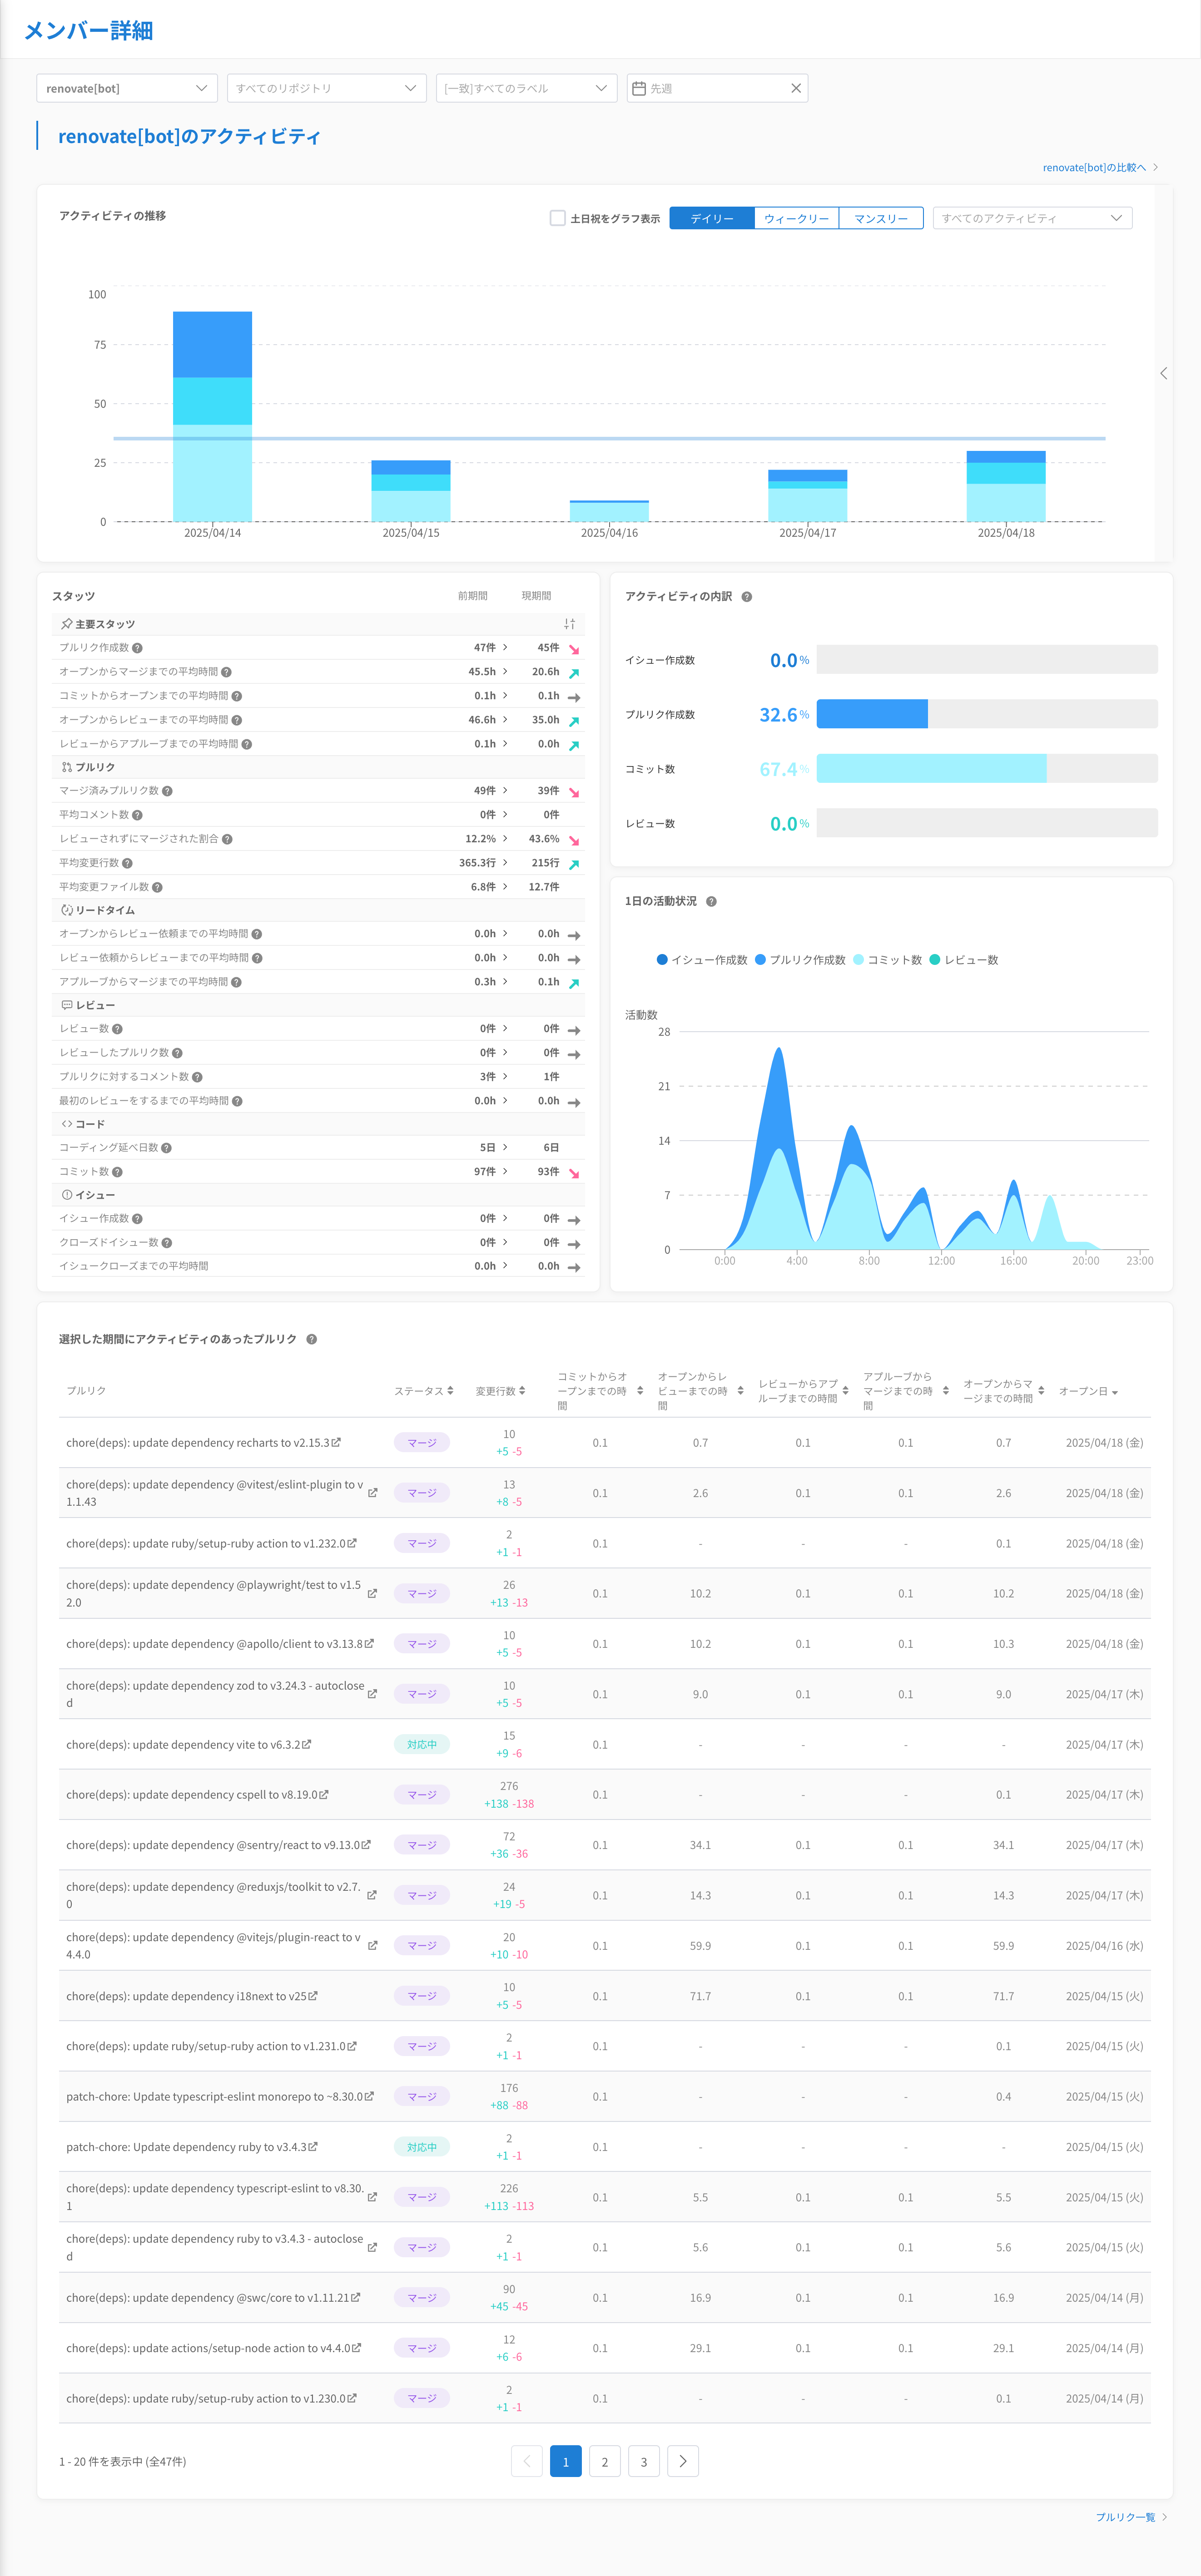 メンバー詳細
renovate[bot]
すべてのリポジトリ
[一致]すべてのラベル
先週
renovate[bot]のアクティビティ
renovate[bot]の比較へ
アクティビティの推移
土日祝をグラフ表示
デイリー
ウィークリー
マンスリー
すべてのアクティビティ
100
75
50
25
0
2025/04/14
2025/04/15
2025/04/16
2025/04/17
2025/04/18
スタッツ 前期間 現期間
主要スタッツ
プルリク作成数 47件 45件
オープンからマージまでの平均時間 45.5h 20.6h
コミットからオープンまでの平均時間 0.1h 0.1h
オープンからレビューまでの平均時間 46.6h 35.0h
レビューからアプルーブまでの平均時間 0.1h 0.0h
プルリク
マージ済みプルリク数 49件 39件
平均コメント数 0件 0件
レビューされずにマージされた割合 12.2% 43.6%
平均変更行数 365.3行 215行
平均変更ファイル数 6.8件 12.7件
リードタイム
オープンからレビュー依頼までの平均時間 0.0h 0.0h
レビュー依頼からレビューまでの平均時間 0.0h 0.0h
アプルーブからマージまでの平均時間 0.3h 0.1h
レビュー
レビュー数 0件 0件
レビューしたプルリク数 0件 0件
プルリクに対するコメント数 3件 1件
最初のレビューをするまでの平均時間 0.0h 0.0h
コード
コーディング延べ日数 5日 6日
コミット数 97件 93件
イシュー
イシュー作成数 0件 0件
クローズドイシュー数 0件 0件
イシュークローズまでの平均時間 0.0h 0.0h
アクティビティの内訳
イシュー作成数 0.0%
プルリク作成数 32.6%
コミット数 67.4%
レビュー数 0.0%
1日の活動状況
イシュー作成数 プルリク作成数 コミット数 レビュー数
活動数
28
21
14
7
0
0:00 4:00 8:00 12:00 16:00 20:00 23:00
選択した期間にアクティビティのあったプルリク
プルリク
ステータス
変更行数
コミットからオ
ープンまでの時
間
オープンからレ
ビューまでの時
間
レビューからアプ
ルーブまでの時間
アプルーブから
マージまでの時
間
オープンからマ
ージまでの時間
オープン日
chore(deps): update dependency recharts to v2.15.3 マージ 10 0.1 0.7 0.1 0.1 0.7 2025/04/18 (金)
+5 -5
chore(deps): update dependency @vitest/eslint-plugin to v マージ 13 0.1 2.6 0.1 0.1 2.6 2025/04/18 (金)
1.1.43 +8 -5
chore(deps): update ruby/setup-ruby action to v1.232.0 マージ 2 0.1 - - - 0.1 2025/04/18 (金)
+1 -1
chore(deps): update dependency @playwright/test to v1.5 マージ 26 0.1 10.2 0.1 0.1 10.2 2025/04/18 (金)
2.0 +13 -13
chore(deps): update dependency @apollo/client to v3.13.8 マージ 10 0.1 10.2 0.1 0.1 10.3 2025/04/18 (金)
+5 -5
chore(deps): update dependency zod to v3.24.3 - autoclose マージ 10 0.1 9.0 0.1 0.1 9.0 2025/04/17 (木)
d +5 -5
chore(deps): update dependency vite to v6.3.2 対応中 15 0.1 - - - - 2025/04/17 (木)
+9 -6
chore(deps): update dependency cspell to v8.19.0 マージ 276 0.1 - - - 0.1 2025/04/17 (木)
+138 -138
chore(deps): update dependency @sentry/react to v9.13.0 マージ 72 0.1 34.1 0.1 0.1 34.1 2025/04/17 (木)
+36 -36
chore(deps): update dependency @reduxjs/toolkit to v2.7. マージ 24 0.1 14.3 0.1 0.1 14.3 2025/04/17 (木)
0 +19 -5
chore(deps): update dependency @vitejs/plugin-react to v マージ 20 0.1 59.9 0.1 0.1 59.9 2025/04/16 (水)
4.4.0 +10 -10
chore(deps): update dependency i18next to v25 マージ 10 0.1 71.7 0.1 0.1 71.7 2025/04/15 (火)
+5 -5
chore(deps): update ruby/setup-ruby action to v1.231.0 マージ 2 0.1 - - - 0.1 2025/04/15 (火)
+1 -1
patch-chore: Update typescript-eslint monorepo to ~8.30.0 マージ 176 0.1 - - - 0.4 2025/04/15 (火)
+88 -88
patch-chore: Update dependency ruby to v3.4.3 対応中 2 0.1 - - - - 2025/04/15 (火)
+1 -1
chore(deps): update dependency typescript-eslint to v8.30. マージ 226 0.1 5.5 0.1 0.1 5.5 2025/04/15 (火)
1 +113 -113
chore(deps): update dependency ruby to v3.4.3 - autoclose マージ 2 0.1 5.6 0.1 0.1 5.6 2025/04/15 (火)
d +1 -1
chore(deps): update dependency @swc/core to v1.11.21 マージ 90 0.1 16.9 0.1 0.1 16.9 2025/04/14 (月)
+45 -45
chore(deps): update actions/setup-node action to v4.4.0 マージ 12 0.1 29.1 0.1 0.1 29.1 2025/04/14 (月)
+6 -6
chore(deps): update ruby/setup-ruby action to v1.230.0 マージ 2 0.1 - - - 0.1 2025/04/14 (月)
+1 -1
1 - 20 件を表示中 (全47件) 1 2 3
プルリク一覧